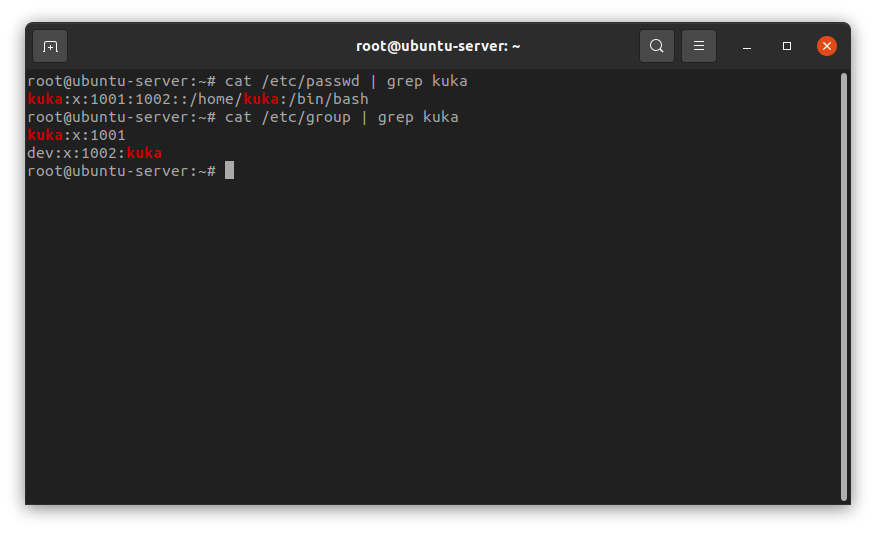 root@ubuntu-server: ~
root@ubuntu-server:~# cat /etc/passwd | grep kuka
kuka:x:1001:1002::/home/kuka:/bin/bash
root@ubuntu-server:~# cat /etc/group | grep kuka
kuka:x:1001
dev:x:1002:kuka
root@ubuntu-server:~#